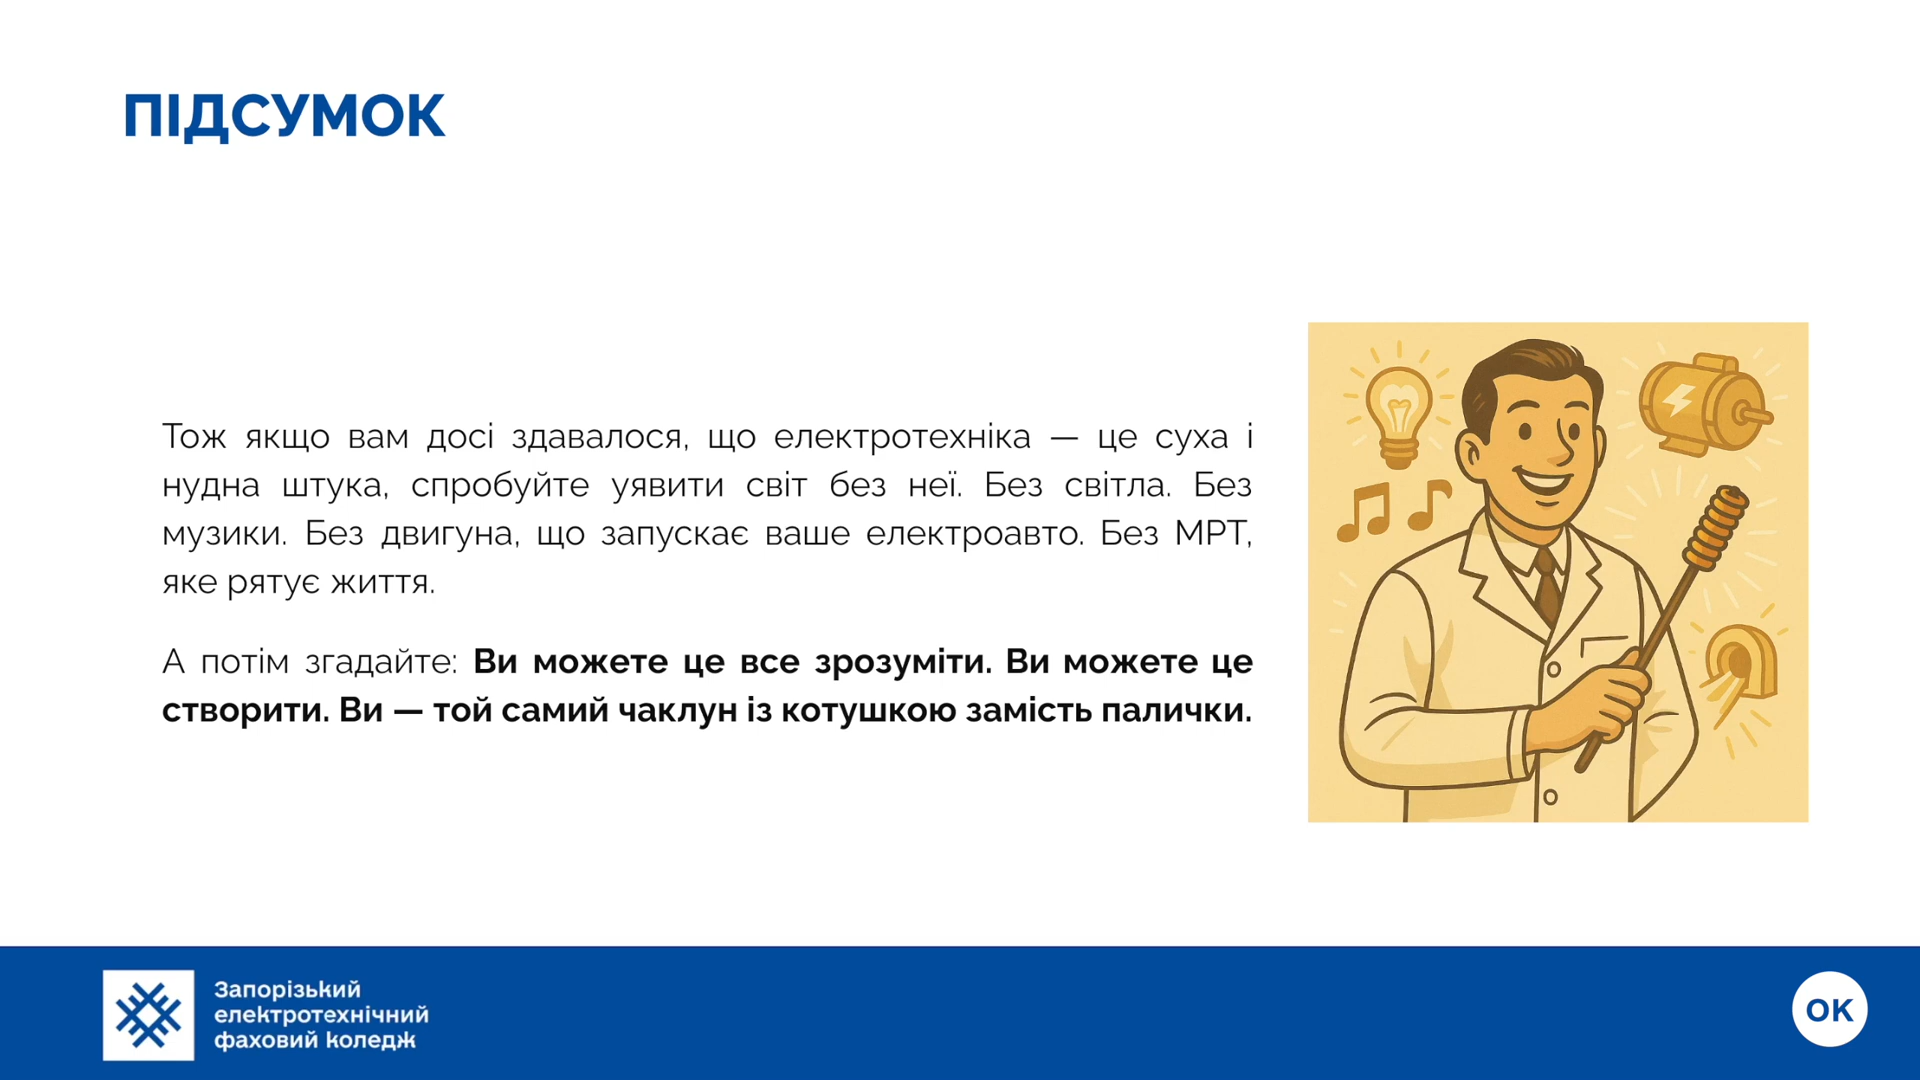 ПІДСУМОК
Тож якщо вам досі здавалося, що електротехніка — це суха і
нудна штука, спробуйте уявити світ без неї. Без світла. Без
музики. Без двигуна, що запускає ваше електроавто. Без МРТ,
яке рятує життя.
А потім згадайте: Ви можете це все зрозуміти. Ви можете це
створити. Ви — той самий чаклун із котушкою замість палички.
Запорізький
електротехнічний
фаховий коледж
ОК